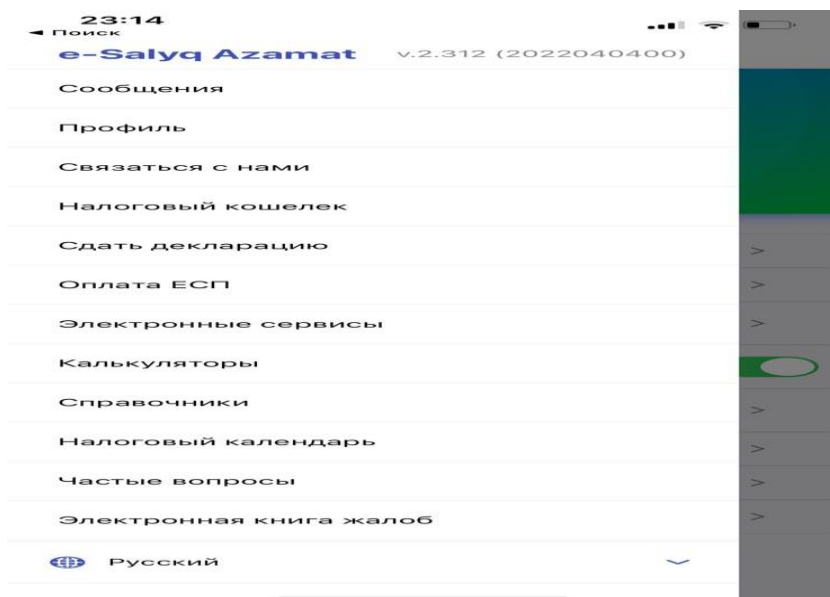 23:14
◄ Поиск
e-Salyq Azamat v.2.312 (2022040400)
Сообщения
Профиль
Связаться с нами
Налоговый кошелек
Сдать декларацию
Оплата ЕСП
Электронные сервисы
Калькуляторы
Справочники
Налоговый календарь
Частые вопросы
Электронная книга жалоб
Русский